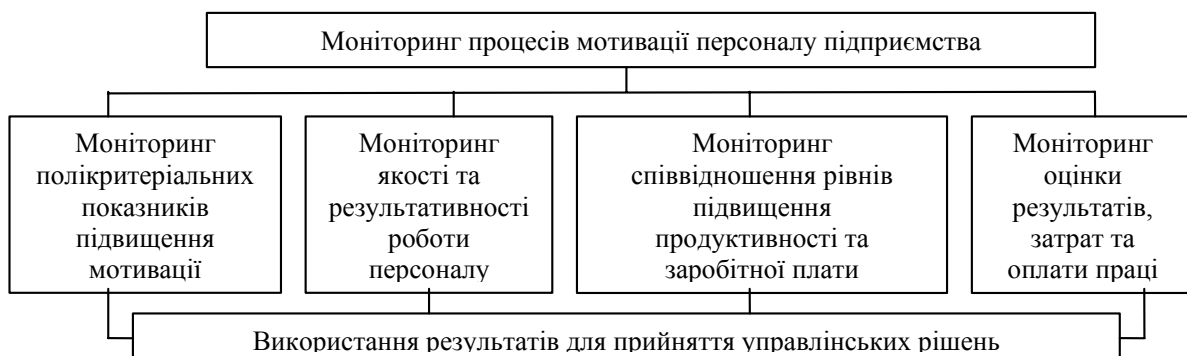 Моніторинг процесів мотивації персоналу підприємства
Моніторинг
полікритеріальних
показників
підвищення
мотивації
Моніторинг
якості та
результативності
роботи
персоналу
Моніторинг
співвідношення рівнів
підвищення
продуктивності та
заробітної плати
Моніторинг
оцінки
результатів,
затрат та
оплати праці
Використання результатів для прийняття управлінських рішень